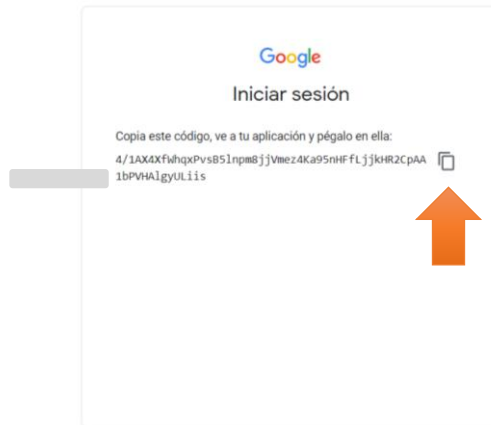 Google
Iniciar sesión
Copia este código, ve a tu aplicación y pégalo en ella:
4/1AX4XfWhqxPvsB5lnpm8jjVmez4Ka95nHFfLjjkHR2CpAA
1bPVHAlgyULiis